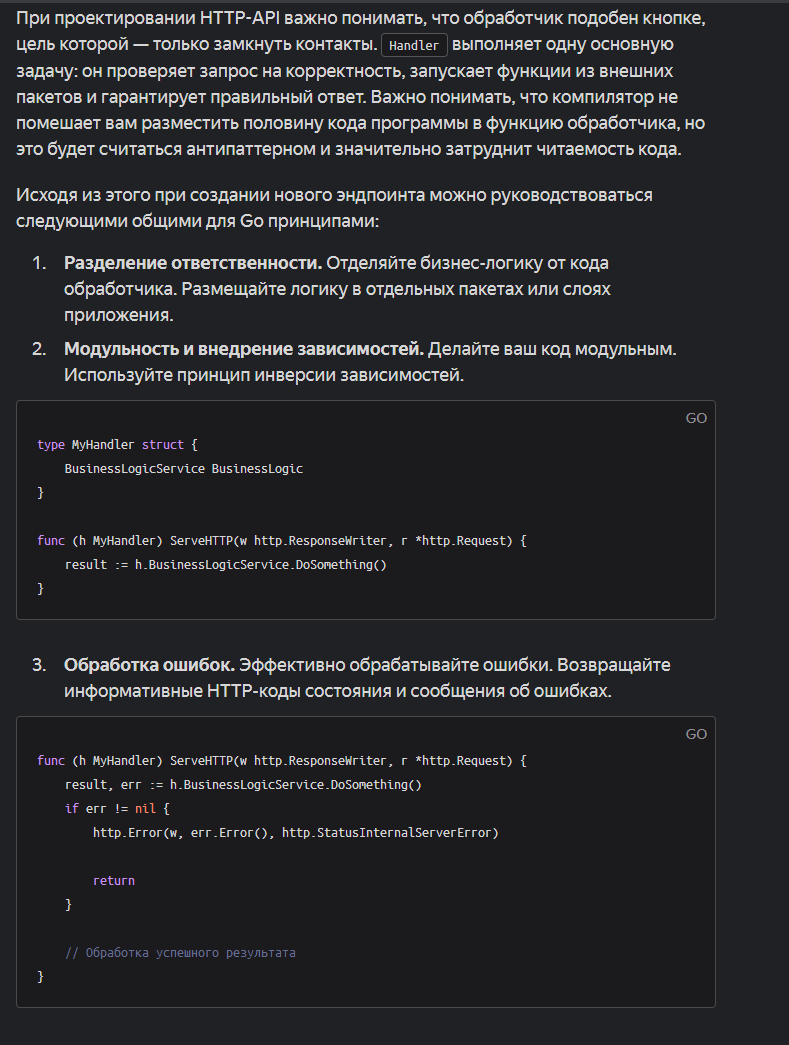 При проектировании HTTP-API важно понимать, что обработчик подобен кнопке,
цель которой — только замкнуть контакты. Handler выполняет одну основную
задачу: он проверяет запрос на корректность, запускает функции из внешних
пакетов и гарантирует правильный ответ. Важно понимать, что компилятор не
помешает вам разместить половину кода программы в функцию обработчика, но
это будет считаться антипаттерном и значительно затруднит читаемость кода.
Исходя из этого при создании нового эндпоинта можно руководствоваться
следующими общими для Go принципами:
1. Разделение ответственности. Отделяйте бизнес-логику от кода
обработчика. Размещайте логику в отдельных пакетах или слоях
приложения.
2. Модульность и внедрение зависимостей. Делайте ваш код модульным.
Используйте принцип инверсии зависимостей.
GO
type MyHandler struct {
    BusinessLogicService BusinessLogic
}
func (h MyHandler) ServeHTTP(w http.ResponseWriter, r *http.Request) {
    result := h.BusinessLogicService.DoSomething()
}
3. Обработка ошибок. Эффективно обрабатывайте ошибки. Возвращайте
информативные HTTP-коды состояния и сообщения об ошибках.
GO
func (h MyHandler) ServeHTTP(w http.ResponseWriter, r *http.Request) {
    result, err := h.BusinessLogicService.DoSomething()
    if err != nil {
        http.Error(w, err.Error(), http.StatusInternalServerError)
        return
    }
    // Обработка успешного результата
}